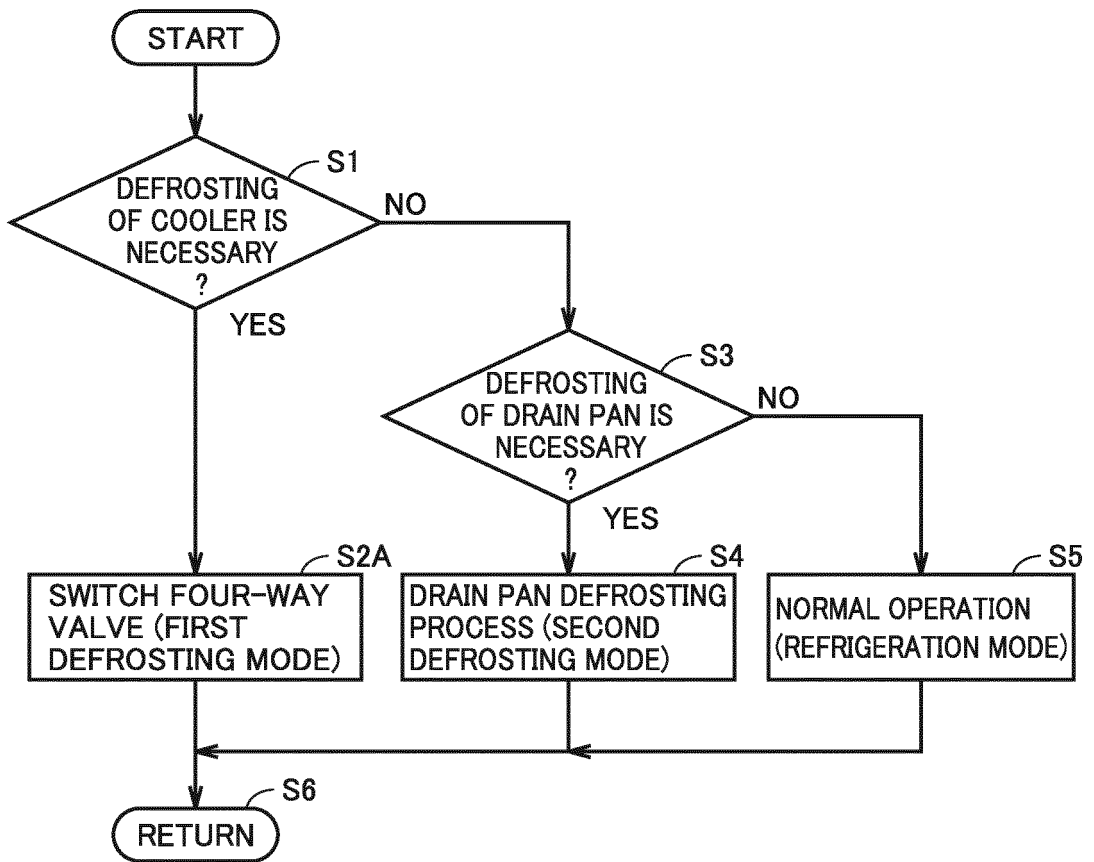 START
S1
DEFROSTING
OF COOLER IS
NECESSARY
?
NO
YES
S3
DEFROSTING
OF DRAIN PAN IS
NECESSARY
?
NO
YES
S2A
SWITCH FOUR-WAY
VALVE (FIRST
DEFROSTING MODE)
S4
DRAIN PAN DEFROSTING
PROCESS (SECOND
DEFROSTING MODE)
S5
NORMAL OPERATION
(REFRIGERATION MODE)
S6
RETURN